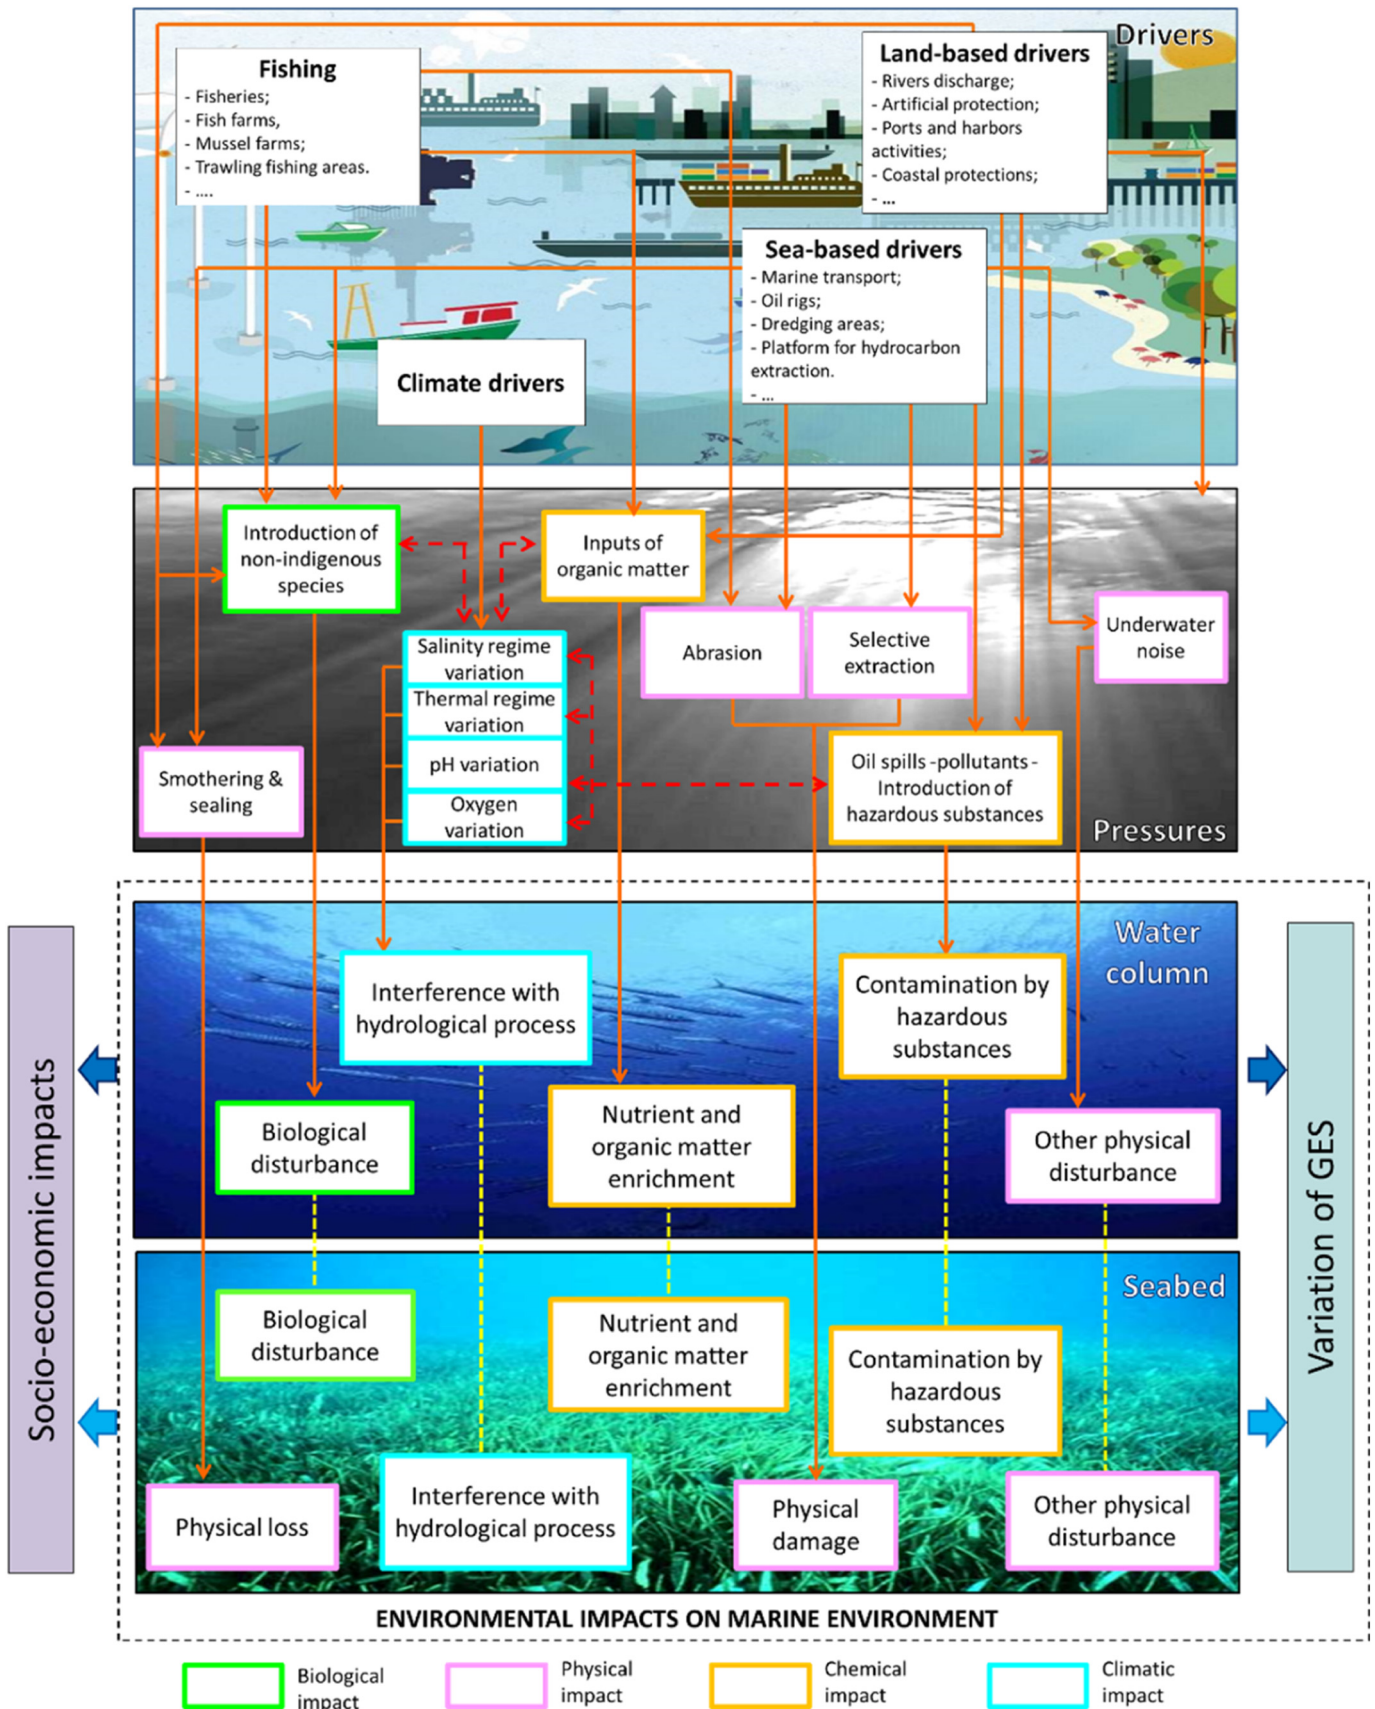 Drivers
Fishing
- Fisheries;
- Fish farms,
- Mussel farms;
- Trawling fishing areas.
- ....
Land-based drivers
- Rivers discharge;
- Artificial protection;
- Ports and harbors
activities;
- Coastal protections;
- ...
Sea-based drivers
- Marine transport;
- Oil rigs;
- Dredging areas;
- Platform for hydrocarbon
extraction.
- ...
Climate drivers
Introduction of
non-indigenous
species
Inputs of
organic matter
Salinity regime
variation
Thermal regime
variation
pH variation
Oxygen
variation
Abrasion
Selective
extraction
Underwater
noise
Smothering &
sealing
Oil spills -pollutants -
Introduction of
hazardous substances
Pressures
Water
column
Interference with
hydrological process
Contamination by
hazardous
substances
Biological
disturbance
Nutrient and
organic matter
enrichment
Other physical
disturbance
Seabed
Biological
disturbance
Nutrient and
organic matter
enrichment
Contamination by
hazardous
substances
Physical loss
Interference with
hydrological process
Physical
damage
Other physical
disturbance
Socio-economic impacts
Variation of GES
ENVIRONMENTAL IMPACTS ON MARINE ENVIRONMENT
Biological
impact
Physical
impact
Chemical
impact
Climatic
impact